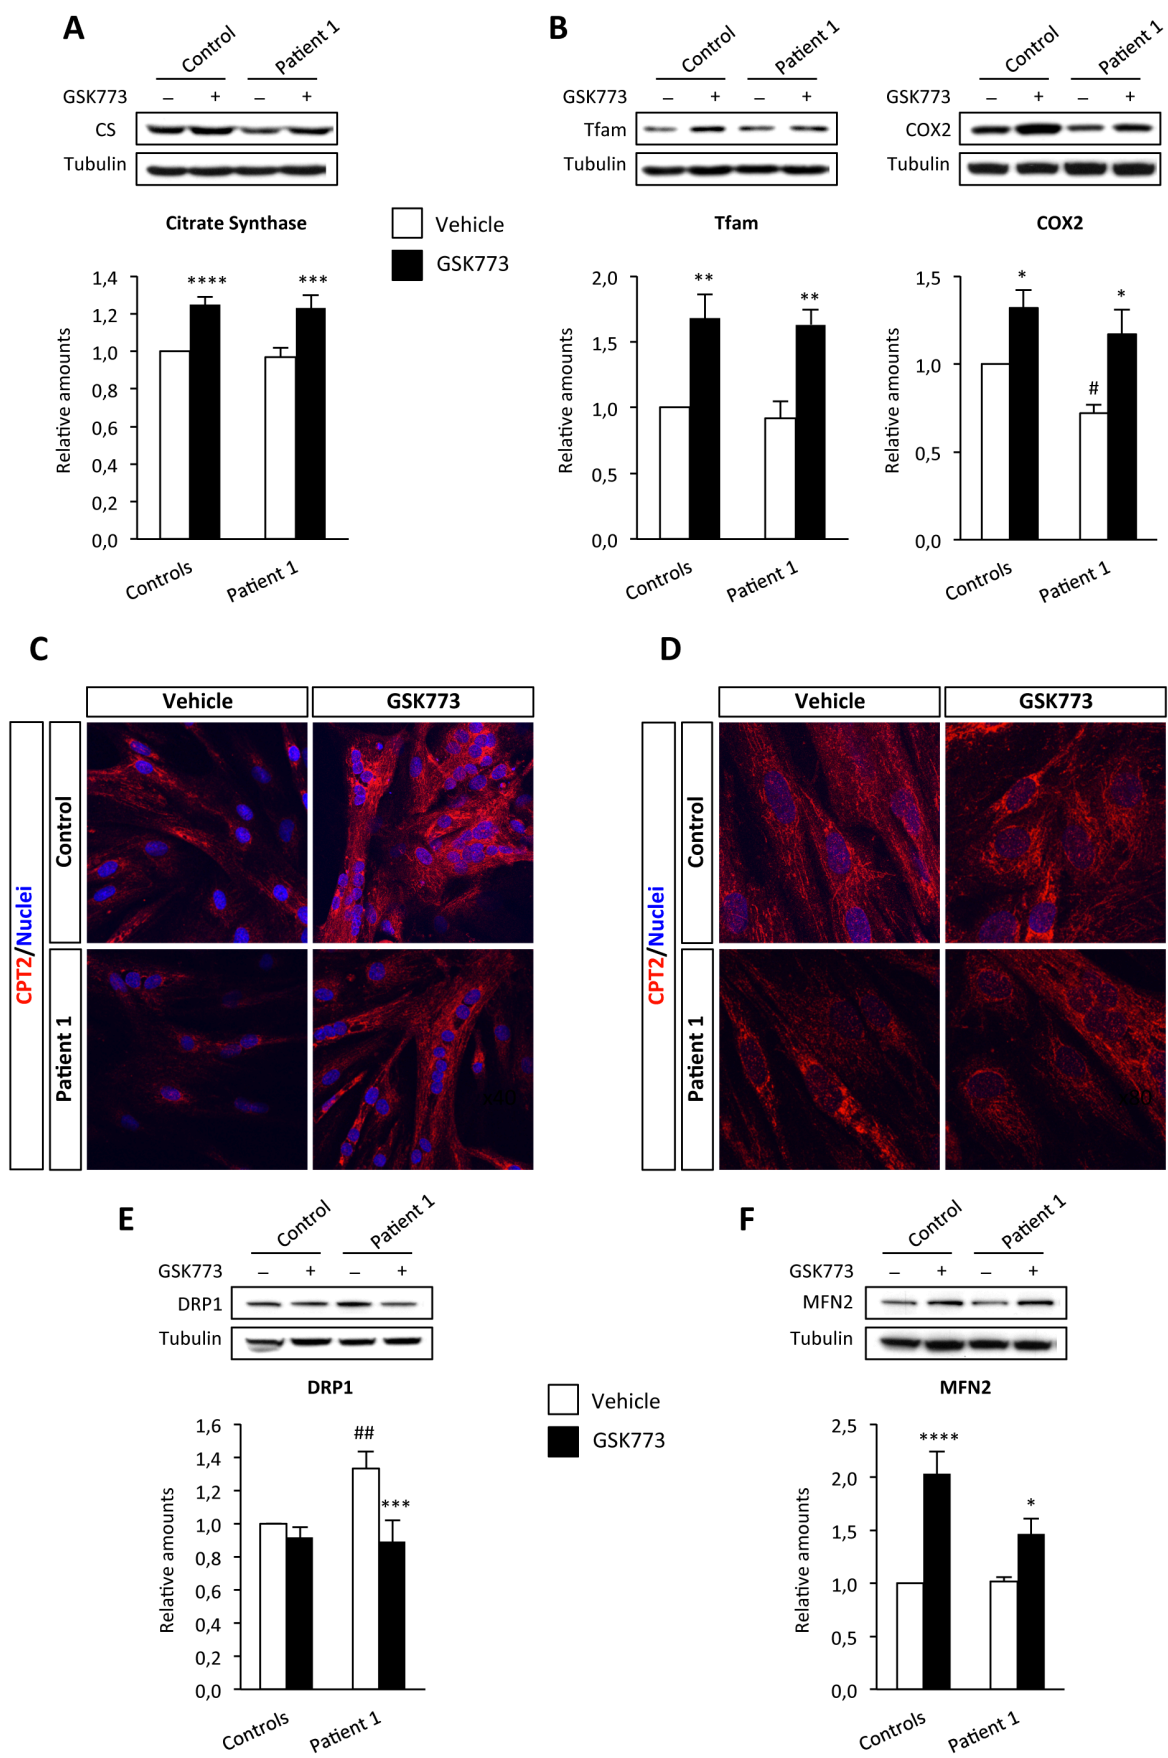 A
Control Patient 1
GSK773 – + – +
CS
Tubulin
Citrate Synthase
Vehicle
GSK773
Relative amounts
1,4
1,2
1,0
0,8
0,6
0,4
0,2
0,0
**** ***
Controls Patient 1
B
Control Patient 1
GSK773 – + – +
Tfam
Tubulin
Tfam
Relative amounts
2,0
1,5
1,0
0,5
0,0
** **
Controls Patient 1
Control Patient 1
GSK773 – + – +
COX2
Tubulin
COX2
Relative amounts
1,5
1,0
0,5
0,0
* # *
Controls Patient 1
C
Vehicle GSK773
CPT2/Nuclei
Control
Patient 1
x40
D
Vehicle GSK773
CPT2/Nuclei
Control
Patient 1
E
Control Patient 1
GSK773 – + – +
DRP1
Tubulin
DRP1
Vehicle
GSK773
Relative amounts
1,6
1,4
1,2
1,0
0,8
0,6
0,4
0,2
0,0
## ***
Controls Patient 1
F
Control Patient 1
GSK773 – + – +
MFN2
Tubulin
MFN2
Relative amounts
2,5
2,0
1,5
1,0
0,5
0,0
**** *
Controls Patient 1